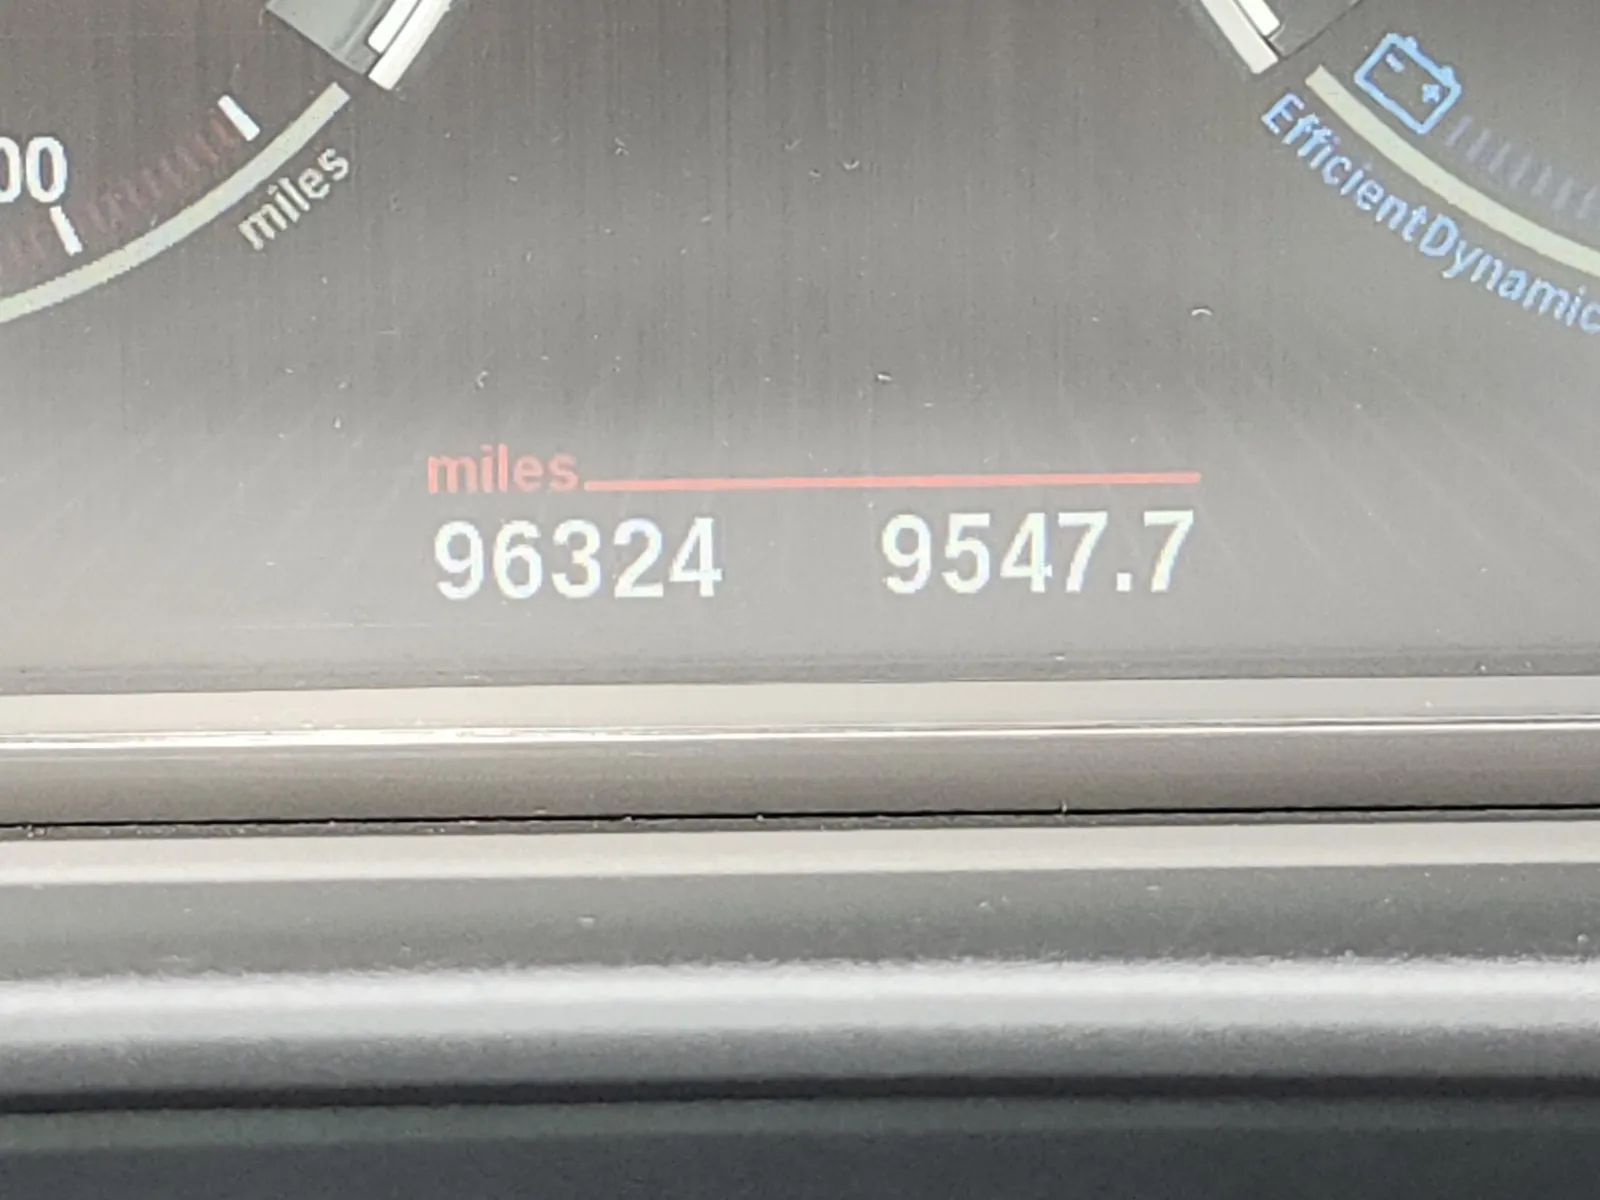 00
miles
EfficientDynamic
miles
96324 9547.7